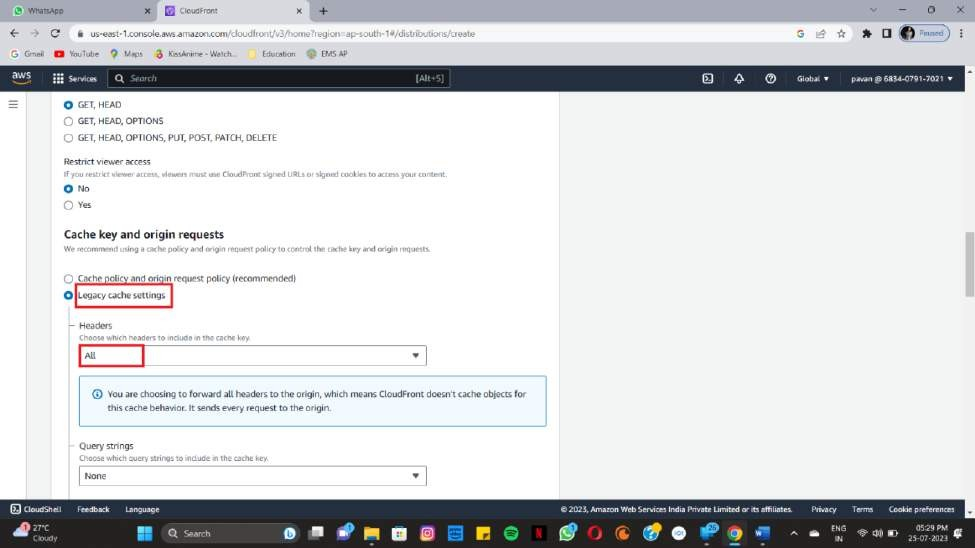 WhatsApp
CloudFront
us-east-1.console.aws.amazon.com/cloudfront/v3/home?region=ap-south-1#/distributions/create
Paused
Gmail
YouTube
Maps
KissAnime - Watch...
Education
EMS AP
aws
Services
Search
[Alt+S]
Global
pavan @ 6834-0791-7021
GET, HEAD
GET, HEAD, OPTIONS
GET, HEAD, OPTIONS, PUT, POST, PATCH, DELETE
Restrict viewer access
If you restrict viewer access, viewers must use CloudFront signed URLs or signed cookies to access your content.
No
Yes
Cache key and origin requests
We recommend using a cache policy and origin request policy to control the cache key and origin requests.
Cache policy and origin request policy (recommended)
Legacy cache settings
Headers
Choose which headers to include in the cache key.
All
You are choosing to forward all headers to the origin, which means CloudFront doesn't cache objects for
this cache behavior. It sends every request to the origin.
Query strings
Choose which query strings to include in the cache key.
None
CloudShell
Feedback
Language
© 2023, Amazon Web Services India Private Limited or its affiliates.
Privacy
Terms
Cookie preferences
1
27°C
Cloudy
Search
ENG
IN
05:29 PM
25-07-2023